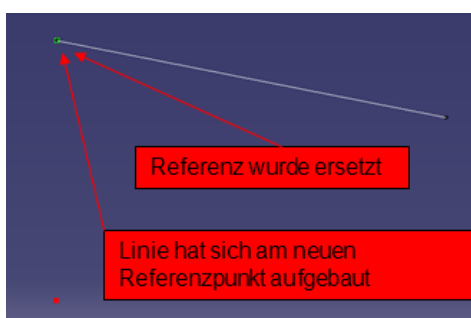 Referenz wurde ersetzt
Linie hat sich am neuen
Referenzpunkt aufgebaut